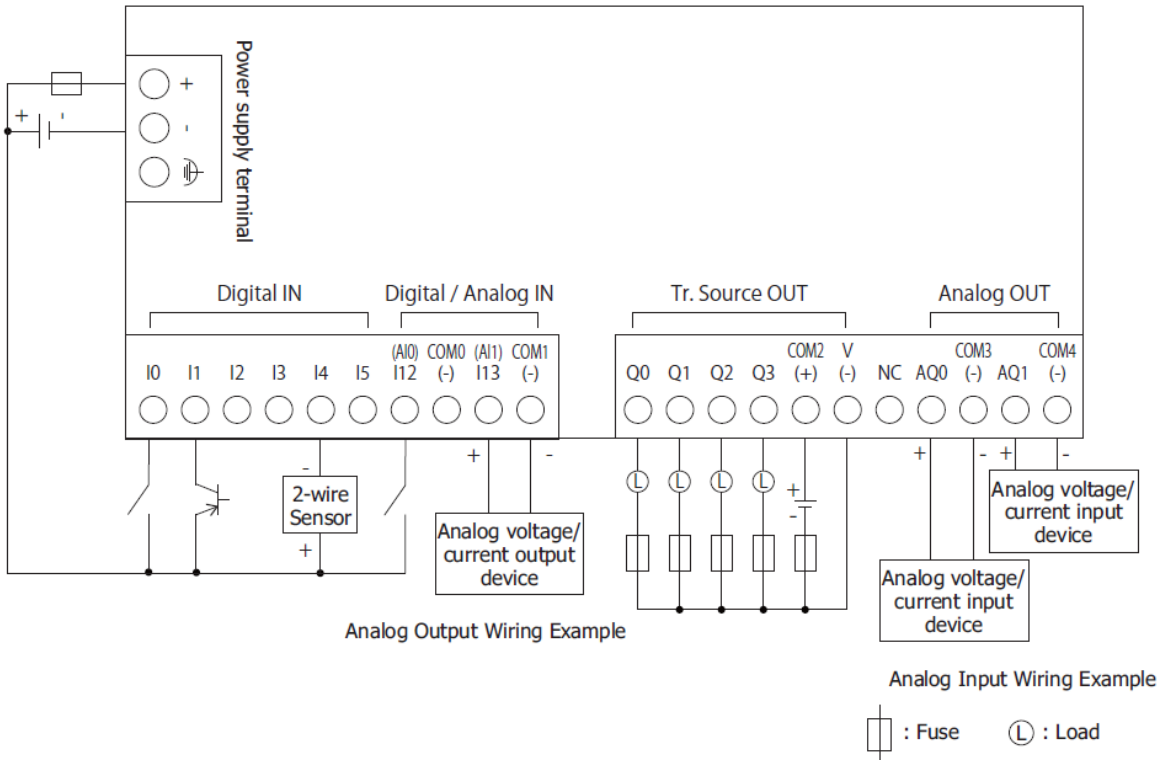 Power supply terminal
+
-
+ -
Digital IN
Digital / Analog IN
Tr. Source OUT
Analog OUT
(AI0) COM0 (AI1) COM1
I0 I1 I2 I3 I4 I5 I12 (-) I13 (-)
COM2 V COM3 COM4
Q0 Q1 Q2 Q3 (+) (-) NC AQ0 (-) AQ1 (-)
-
2-wire
Sensor
+
+ -
Analog voltage/
current output
device
L L L L
+
-
+ - + -
Analog voltage/
current input
device
Analog voltage/
current input
device
Analog Output Wiring Example
Analog Input Wiring Example
: Fuse
L : Load